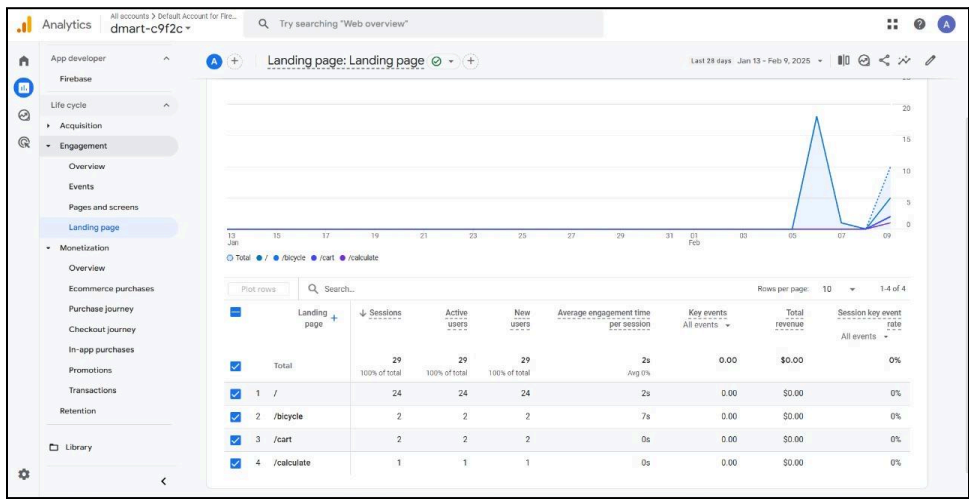 Analytics
All accounts > Default Account for Fire...
dmart-c9f2c
Try searching "Web overview"
A
App developer
Firebase
Life cycle
Acquisition
Engagement
Overview
Events
Pages and screens
Landing page
Monetization
Overview
Ecommerce purchases
Purchase journey
Checkout journey
In-app purchases
Promotions
Transactions
Retention
Library
A
Landing page: Landing page
Last 28 days Jan 13 - Feb 9, 2025
20
15
10
5
0
13 Jan 15 17 19 21 23 25 27 29 31 01 Feb 03 05 07 09
Total / /bicycle /cart /calculate
Plot rows Search... Rows per page: 10 1-4 of 4
Landing page + ↓ Sessions Active users New users Average engagement time per session Key events All events Total revenue Session key event rate All events
Total 29 29 29 2s 0.00 $0.00 0%
100% of total 100% of total 100% of total Avg 0%
1 / 24 24 24 2s 0.00 $0.00 0%
2 /bicycle 2 2 2 7s 0.00 $0.00 0%
3 /cart 2 2 2 0s 0.00 $0.00 0%
4 /calculate 1 1 1 0s 0.00 $0.00 0%